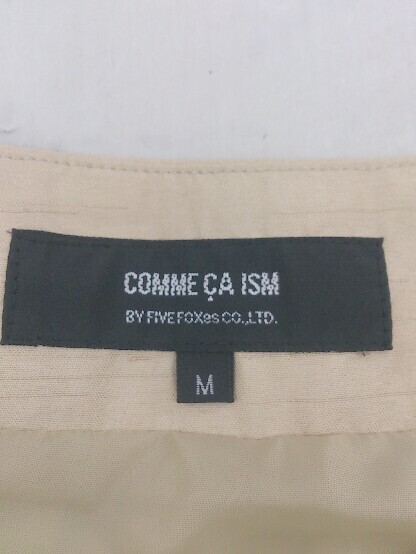 COMME ÇA ISM
BY FIVE FOXes CO.,LTD.
M